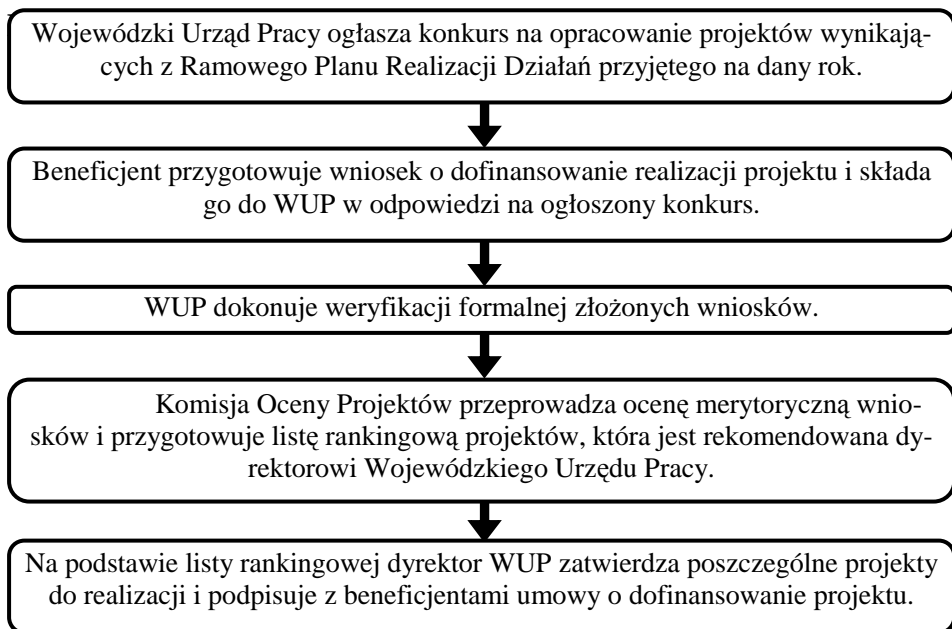 Wojewódzki Urząd Pracy ogłasza konkurs na opracowanie projektów wynikają-
cych z Ramowego Planu Realizacji Działań przyjętego na dany rok.
Beneficjent przygotowuje wniosek o dofinansowanie realizacji projektu i składa
go do WUP w odpowiedzi na ogłoszony konkurs.
WUP dokonuje weryfikacji formalnej złożonych wniosków.
Komisja Oceny Projektów przeprowadza ocenę merytoryczną wnio-
sków i przygotowuje listę rankingową projektów, która jest rekomendowana dy-
rektorowi Wojewódzkiego Urzędu Pracy.
Na podstawie listy rankingowej dyrektor WUP zatwierdza poszczególne projekty
do realizacji i podpisuje z beneficjentami umowy o dofinansowanie projektu.